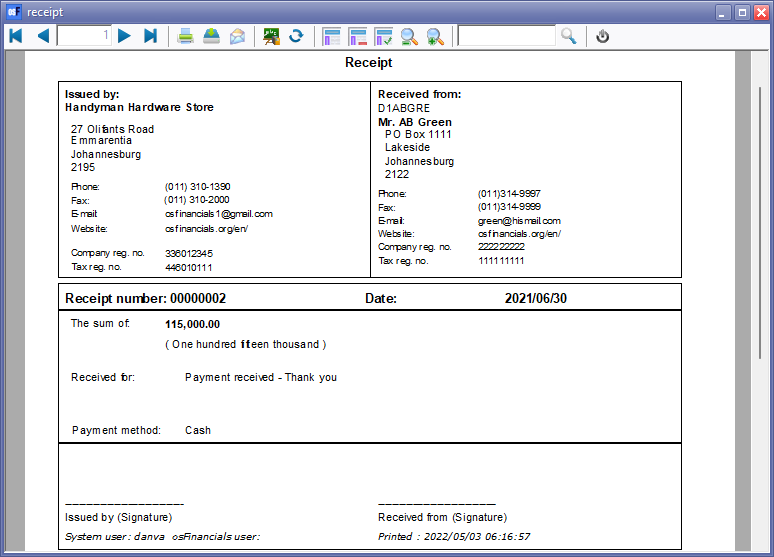 receipt
1
Receipt
Issued by:
Handyman Hardware Store
27 Olifants Road
Emmarentia
Johannesburg
2195
Phone: (011) 310-1390
Fax: (011) 310-2000
E-mail: osfinancials1@gmail.com
Website: osfinancials.org/en/
Company reg. no. 336012345
Tax reg. no. 446010111
Received from:
D1ABGRE
Mr. AB Green
PO Box 1111
Lakeside
Johannesburg
2122
Phone: (011)314-9997
Fax: (011)314-9999
E-mail: green@hismail.com
Website: osfinancials.org/en/
Company reg. no. 222222222
Tax reg. no. 111111111
Receipt number: 00000002 Date: 2021/06/30
The sum of: 115,000.00
( One hundred fifteen thousand )
Received for: Payment received - Thank you
Payment method: Cash
Issued by (Signature) Received from (Signature)
System user: danva osFinancials user: Printed : 2022/05/03 06:16:57